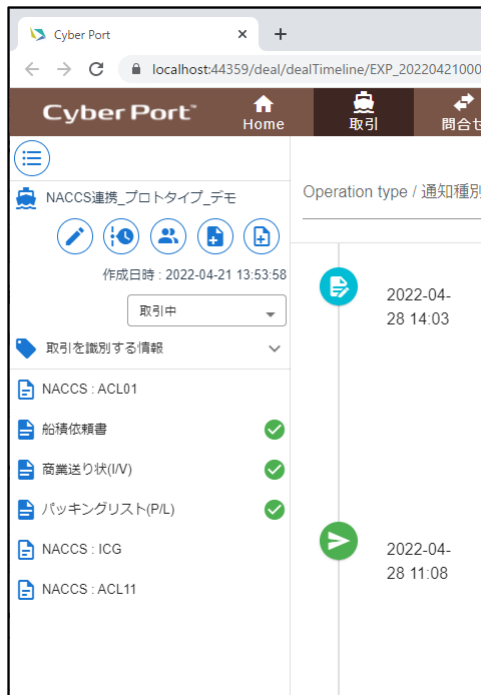 Cyber Port
localhost:44359/deal/dealTimeline/EXP_20220421000
Cyber Port™
Home
取引
問合せ
NACCS連携_プロトタイプ_デモ
Operation type / 通知種別
作成日時 : 2022-04-21 13:53:58
取引中
2022-04-
28 14:03
取引を識別する情報
NACCS : ACL01
船積依頼書
商業送り状(I/V)
パッキングリスト(P/L)
NACCS : ICG
2022-04-
28 11:08
NACCS : ACL11